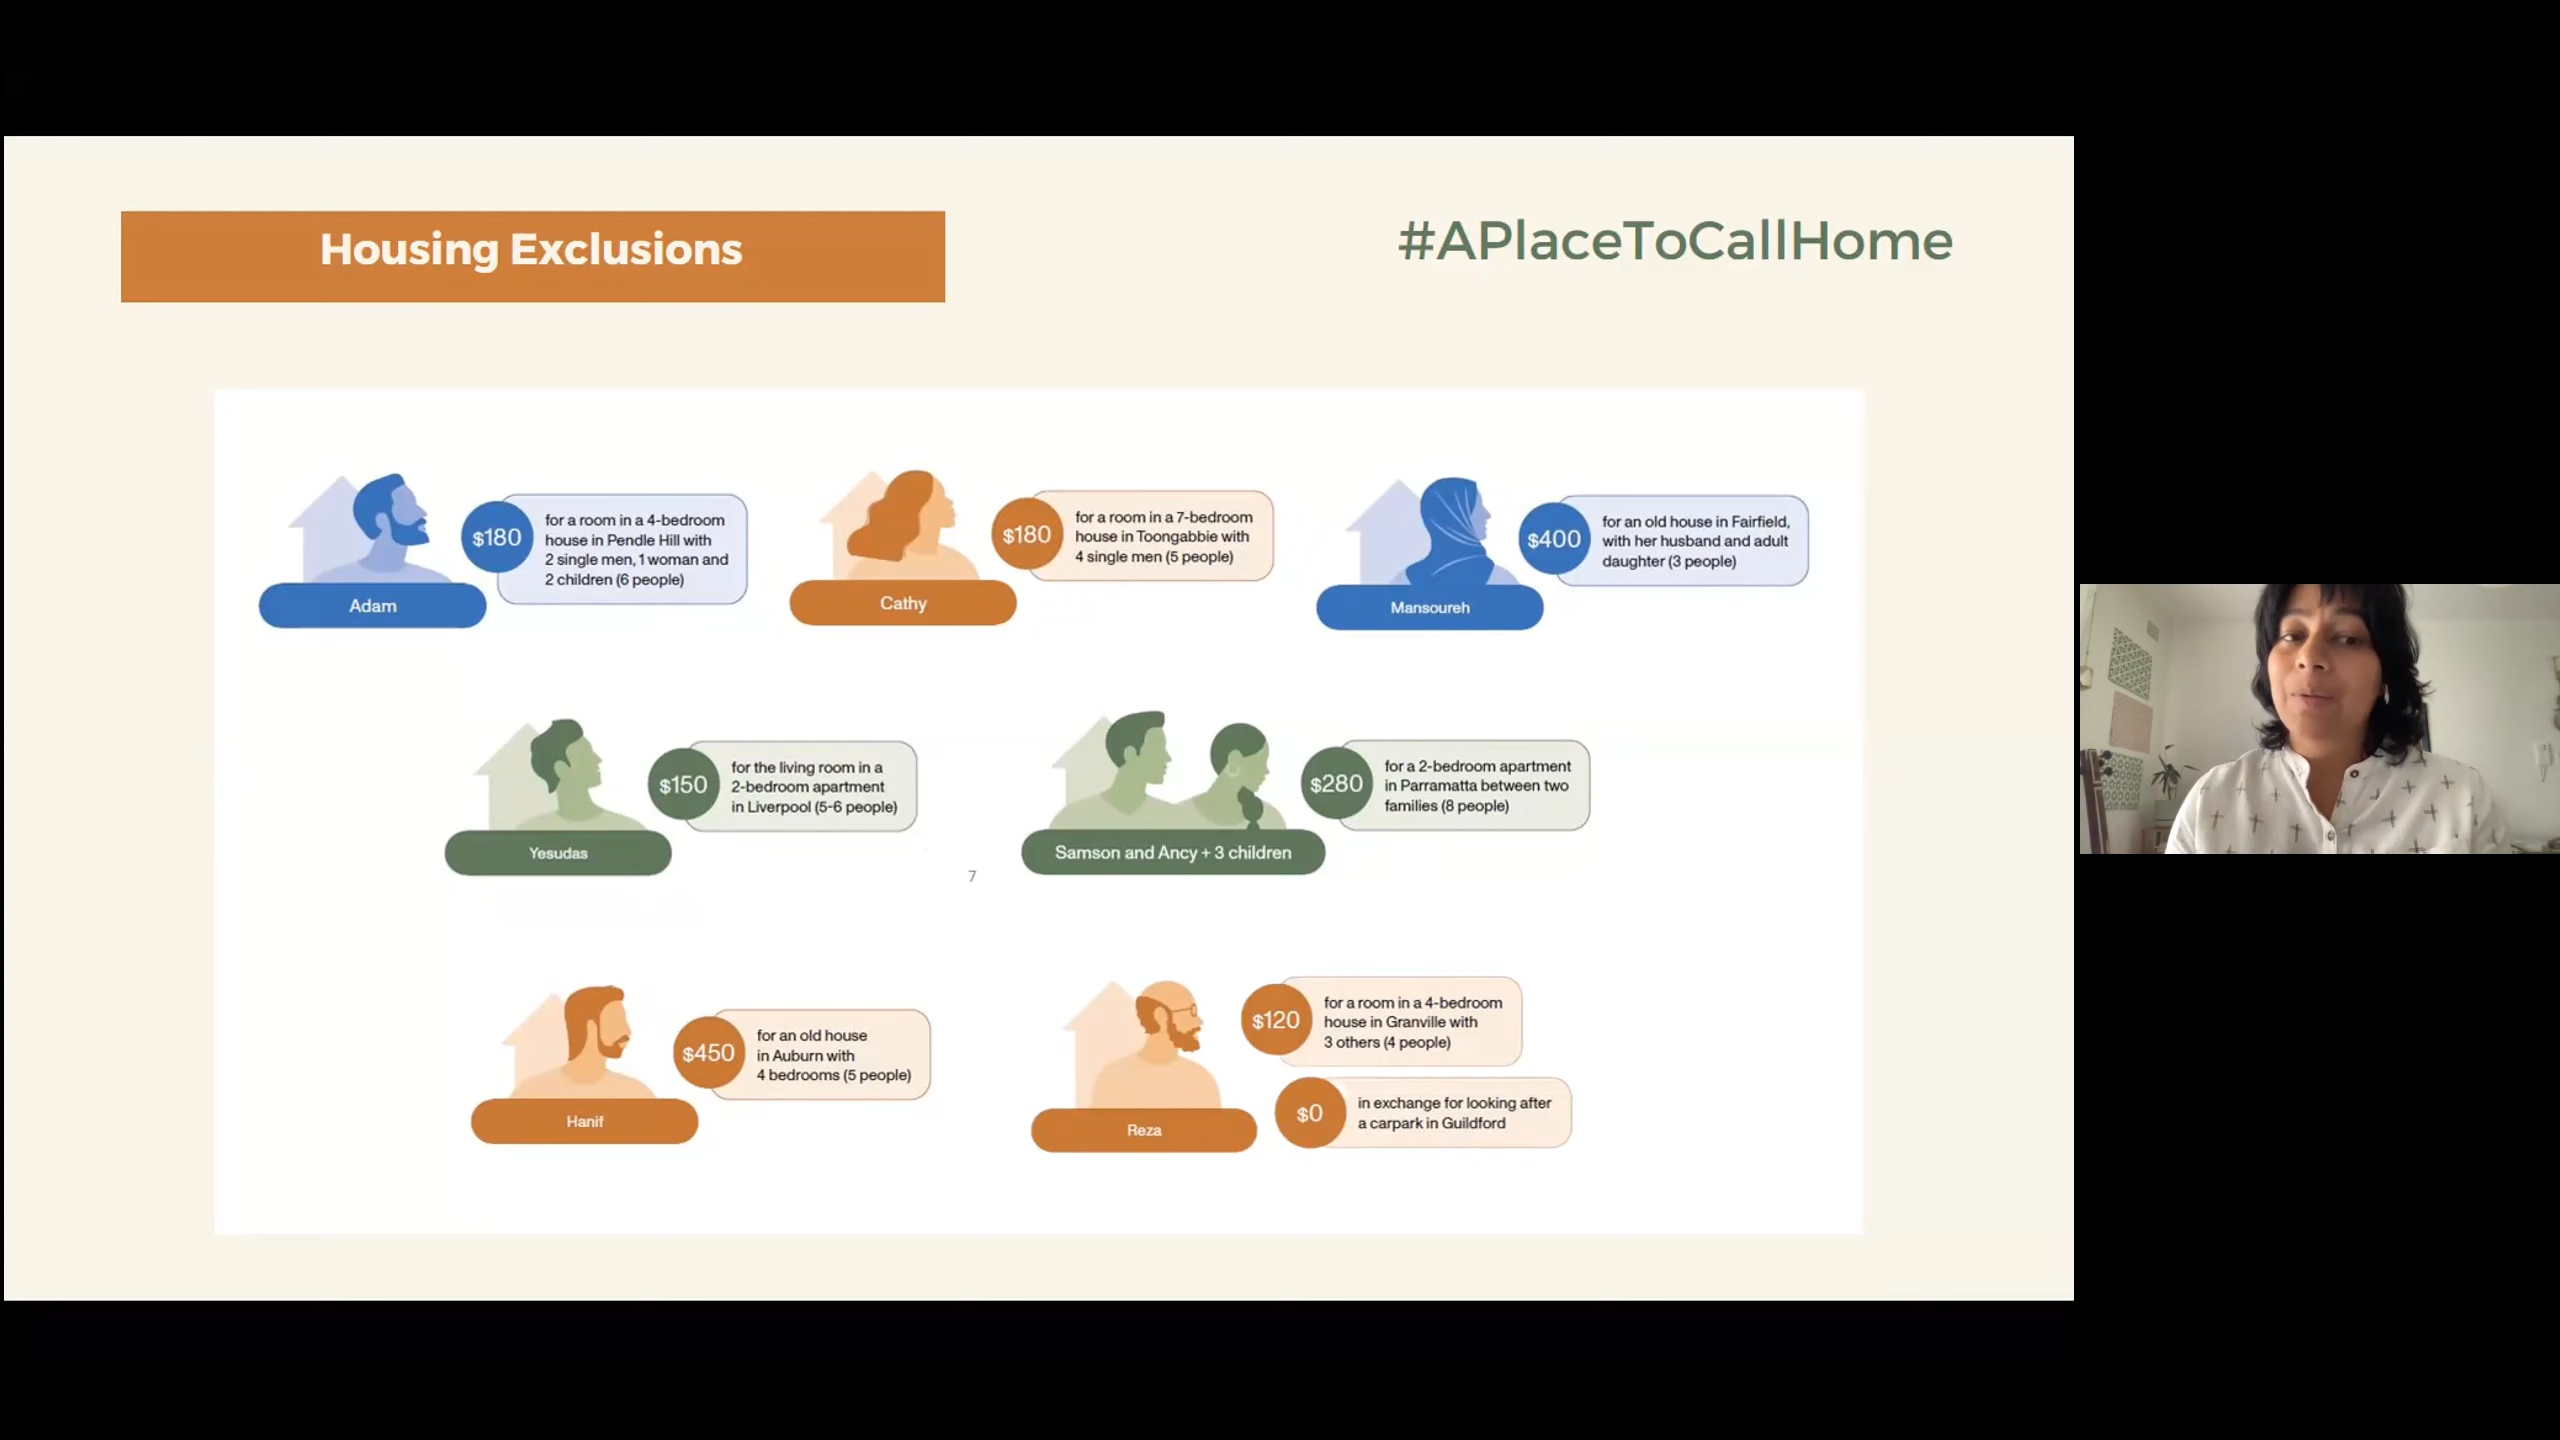 Housing Exclusions
#APlaceToCallHome
$180
for a room in a 4-bedroom
house in Pendle Hill with
2 single men, 1 woman and
2 children (6 people)
Adam
$180
for a room in a 7-bedroom
house in Toongabbie with
4 single men (5 people)
Cathy
$400
for an old house in Fairfield,
with her husband and adult
daughter (3 people)
Mansoureh
$150
for the living room in a
2-bedroom apartment
in Liverpool (5-6 people)
Yesudas
$280
for a 2-bedroom apartment
in Parramatta between two
families (8 people)
Samson and Ancy + 3 children
7
$450
for an old house
in Auburn with
4 bedrooms (5 people)
Hanif
$120
for a room in a 4-bedroom
house in Granville with
3 others (4 people)
$0
in exchange for looking after
a carpark in Guildford
Reza